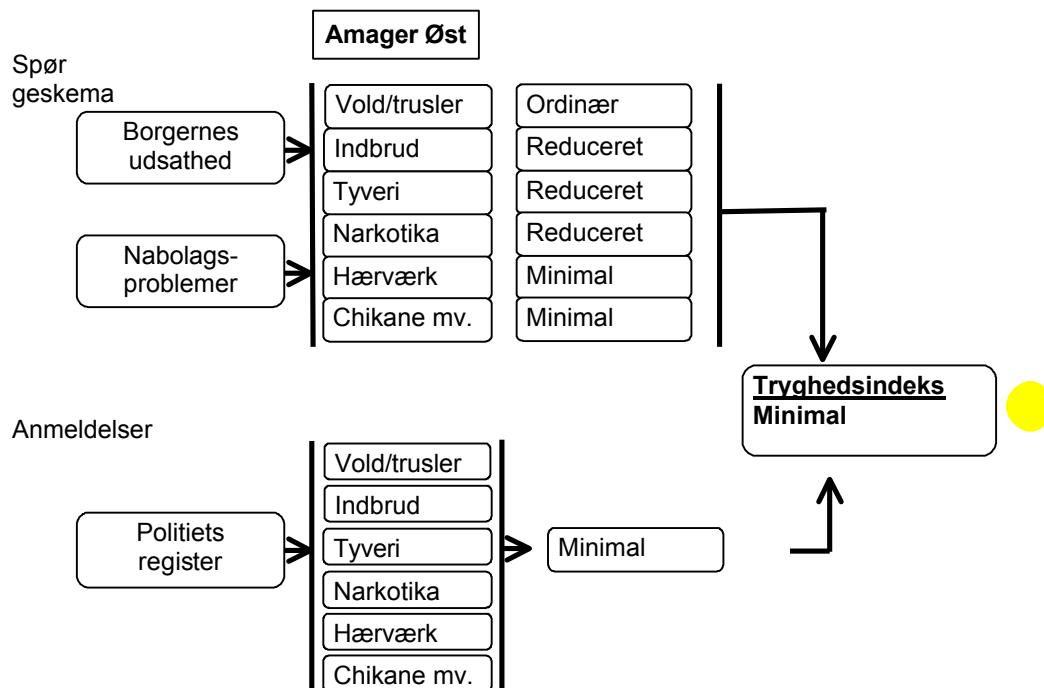 Amager Øst
Spør
geskema
Borgernes
udsathed
Nabolags-
problemer
Vold/trusler
Indbrud
Tyveri
Narkotika
Hærværk
Chikane mv.
Ordinær
Reduceret
Reduceret
Reduceret
Minimal
Minimal
Tryghedsindeks
Minimal
Anmeldelser
Politiets
register
Vold/trusler
Indbrud
Tyveri
Narkotika
Hærværk
Chikane mv.
Minimal